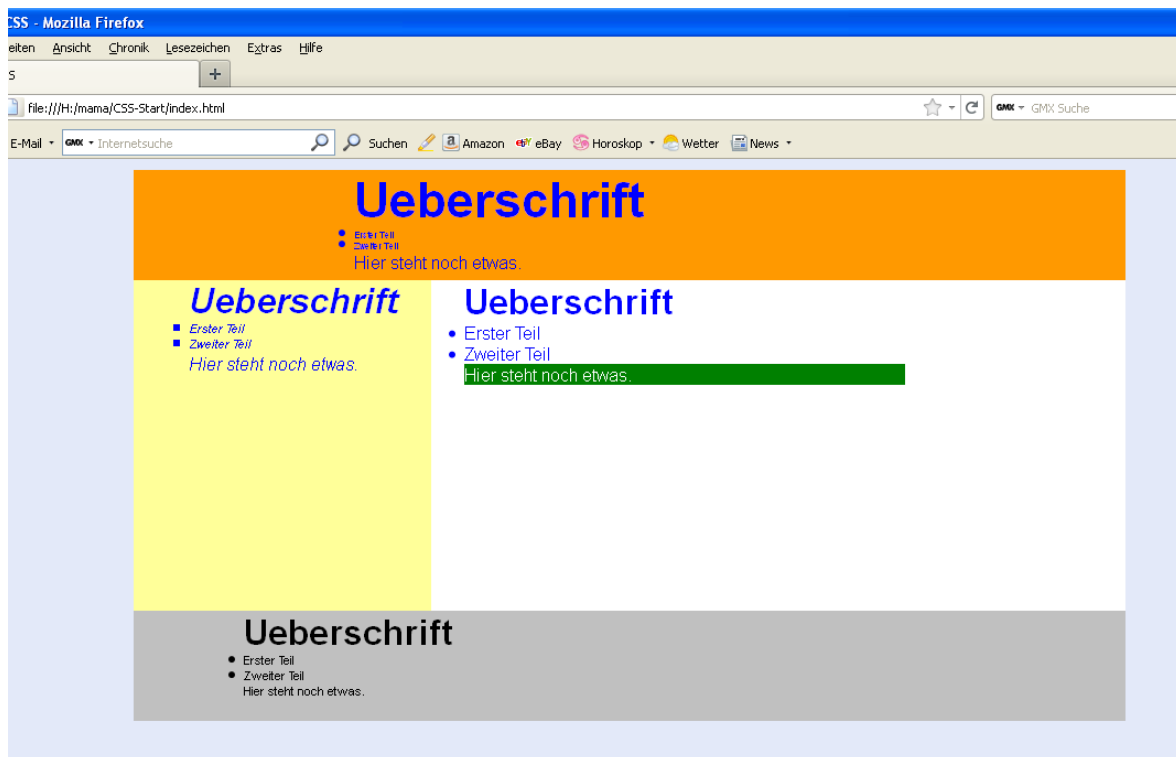 CSS - Mozilla Firefox
eiten Ansicht Chronik Lesezeichen Extras Hilfe
S +
file:///H:/mama/CSS-Start/index.html GMX GMX Suche
E-Mail GMX Internetsuche Suchen a Amazon ebY eBay Horoskop Wetter News
Ueberschrift
Erster Teil
Zweiter Teil
Hier steht noch etwas.
Ueberschrift
Erster Teil
Zweiter Teil
Hier steht noch etwas.
Ueberschrift
Erster Teil
Zweiter Teil
Hier steht noch etwas.
Ueberschrift
Erster Teil
Zweiter Teil
Hier steht noch etwas.